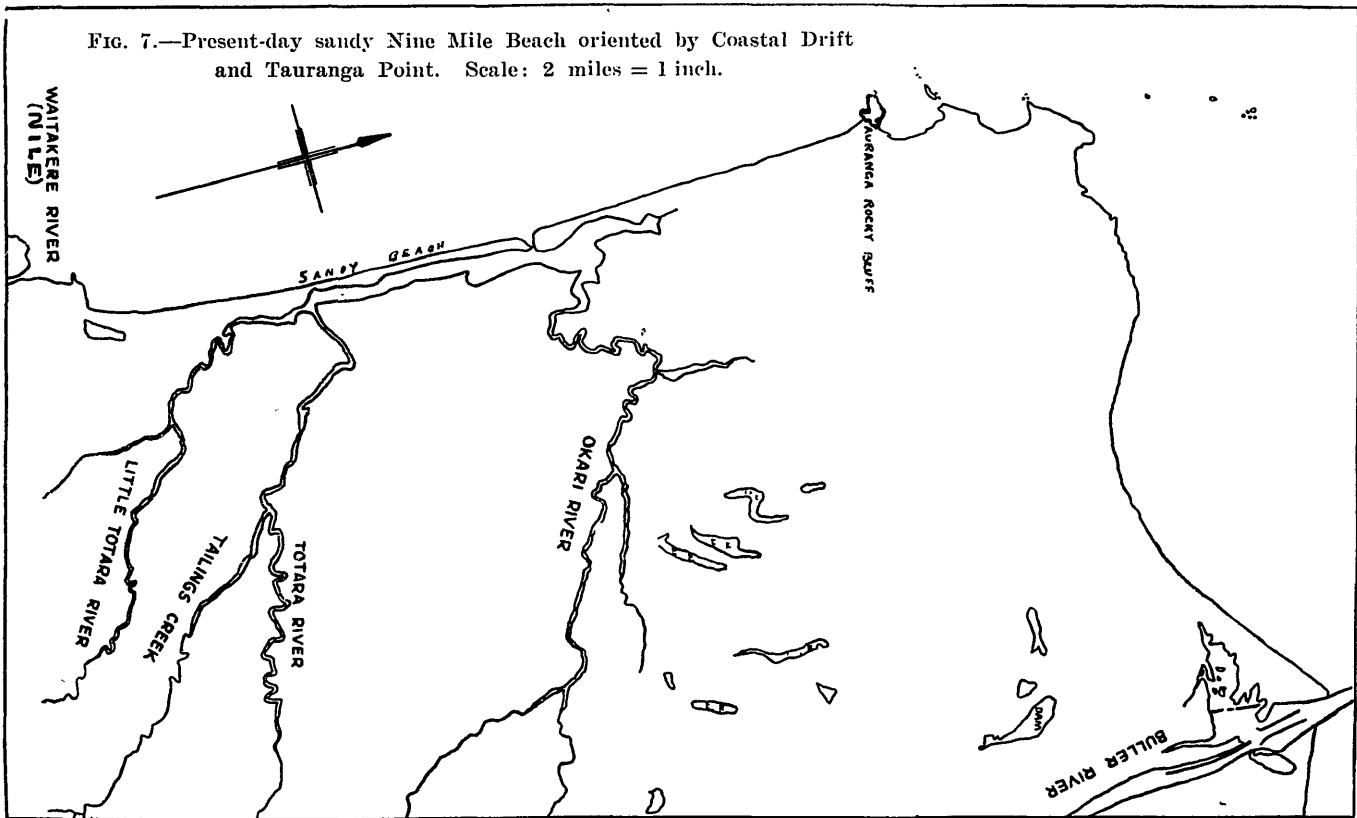 FIG. 7.—Present-day sandy Nine Mile Beach oriented by Coastal Drift
and Tauranga Point. Scale: 2 miles = 1 inch.
WAITAKERE RIVER
(NILE)
SANDY BEACH
TAURANGA ROCKY BLUFF
OKARI RIVER
LITTLE TOTARA RIVER
TAILINGS CREEK
TOTARA RIVER
DAM
BULLER RIVER